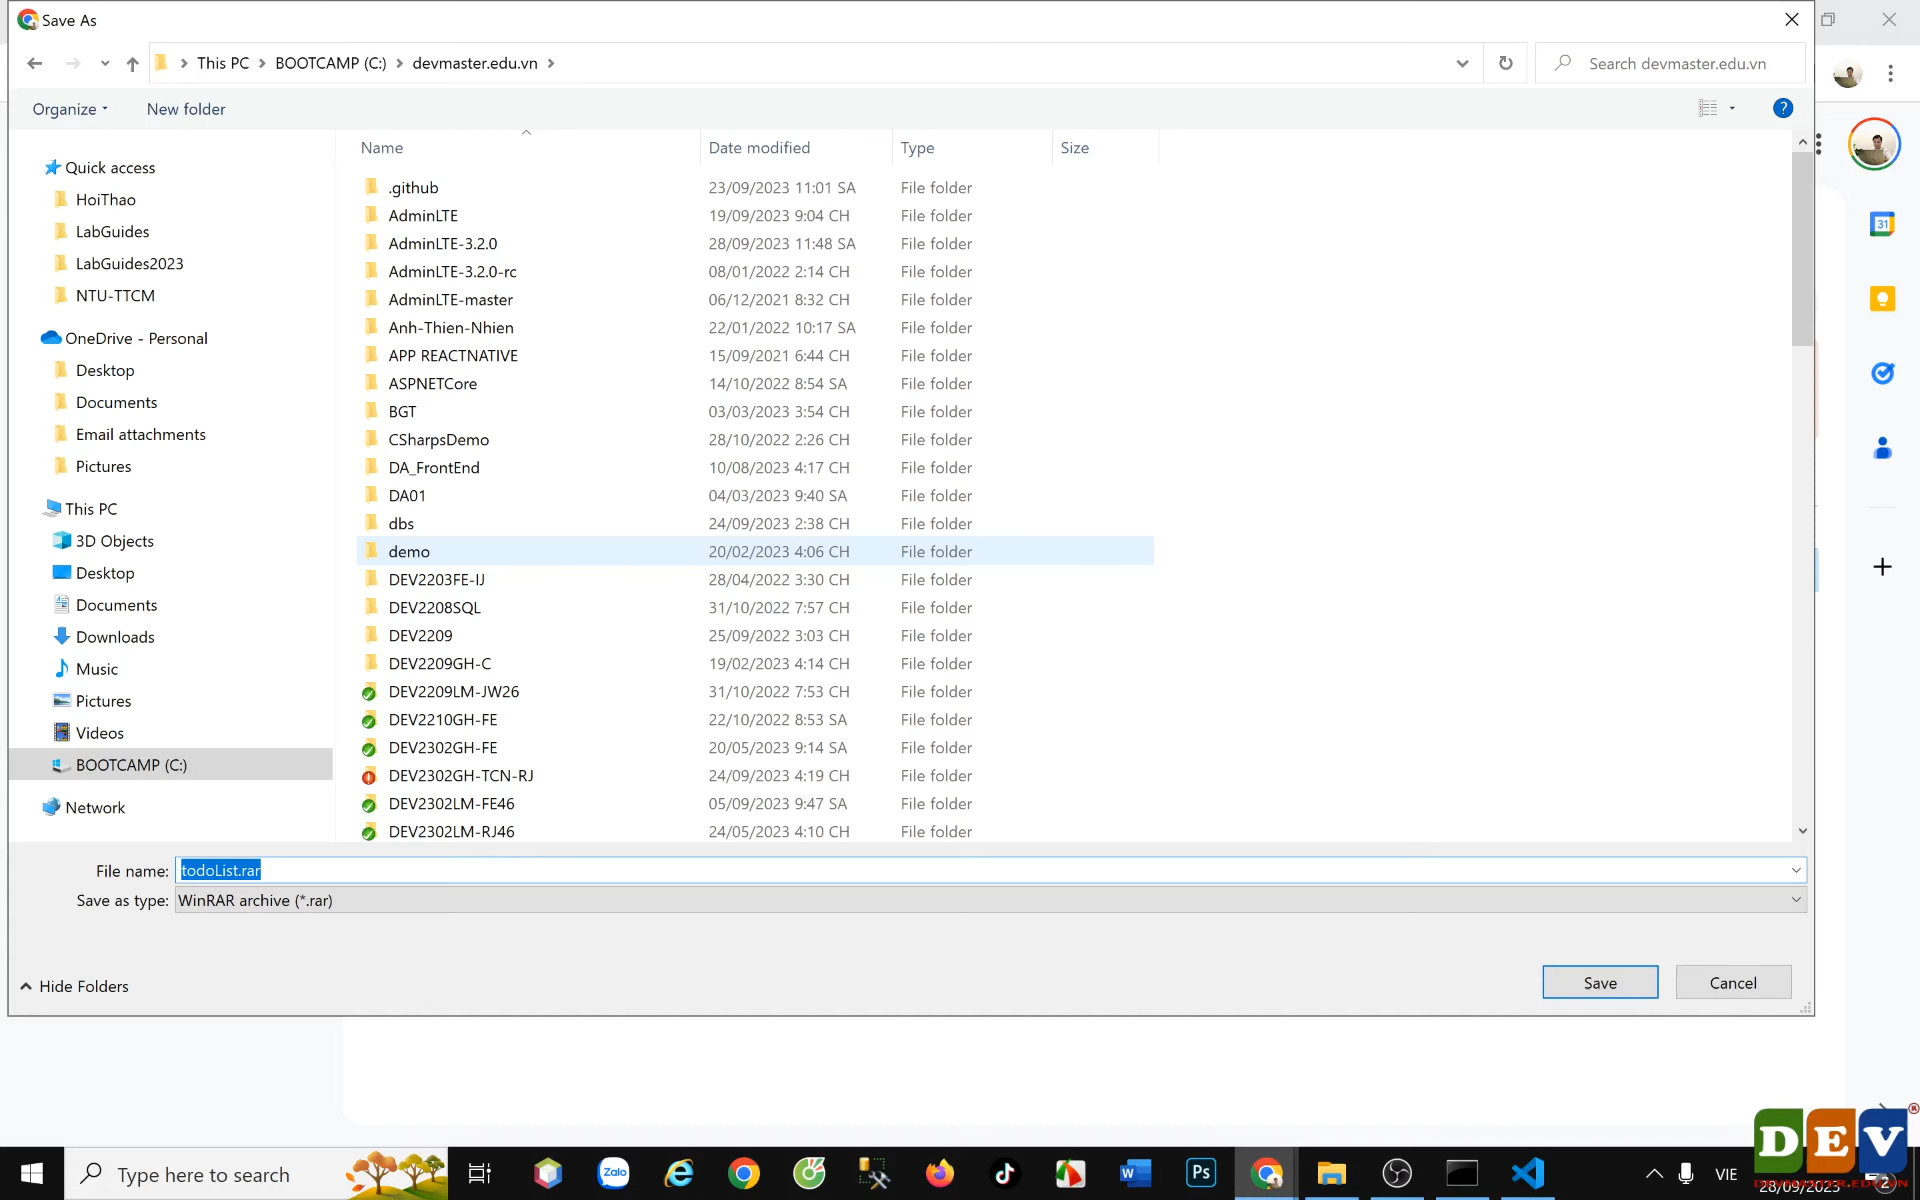 Save As
This PC > BOOTCAMP (C:) > devmaster.edu.vn >
Search devmaster.edu.vn
Organize
New folder
Name Date modified Type Size
Quick access
HoiThao
LabGuides
LabGuides2023
NTU-TTCM
OneDrive - Personal
Desktop
Documents
Email attachments
Pictures
This PC
3D Objects
Desktop
Documents
Downloads
Music
Pictures
Videos
BOOTCAMP (C:)
Network
.github 23/09/2023 11:01 SA File folder
AdminLTE 19/09/2023 9:04 CH File folder
AdminLTE-3.2.0 28/09/2023 11:48 SA File folder
AdminLTE-3.2.0-rc 08/01/2022 2:14 CH File folder
AdminLTE-master 06/12/2021 8:32 CH File folder
Anh-Thien-Nhien 22/01/2022 10:17 SA File folder
APP REACTNATIVE 15/09/2021 6:44 CH File folder
ASPNETCore 14/10/2022 8:54 SA File folder
BGT 03/03/2023 3:54 CH File folder
CSharpsDemo 28/10/2022 2:26 CH File folder
DA_FrontEnd 10/08/2023 4:17 CH File folder
DA01 04/03/2023 9:40 SA File folder
dbs 24/09/2023 2:38 CH File folder
demo 20/02/2023 4:06 CH File folder
DEV2203FE-IJ 28/04/2022 3:30 CH File folder
DEV2208SQL 31/10/2022 7:57 CH File folder
DEV2209 25/09/2022 3:03 CH File folder
DEV2209GH-C 19/02/2023 4:14 CH File folder
DEV2209LM-JW26 31/10/2022 7:53 CH File folder
DEV2210GH-FE 22/10/2022 8:53 SA File folder
DEV2302GH-FE 20/05/2023 9:14 SA File folder
DEV2302GH-TCN-RJ 24/09/2023 4:19 CH File folder
DEV2302LM-FE46 05/09/2023 9:47 SA File folder
DEV2302LM-RJ46 24/05/2023 4:10 CH File folder
File name: todoList.rar
Save as type: WinRAR archive (*.rar)
Hide Folders
Save
Cancel
31
DEV
®
DEVMASTER.EDU.VN
Type here to search
Zalo
Ps
VIE
28/09/2023
2